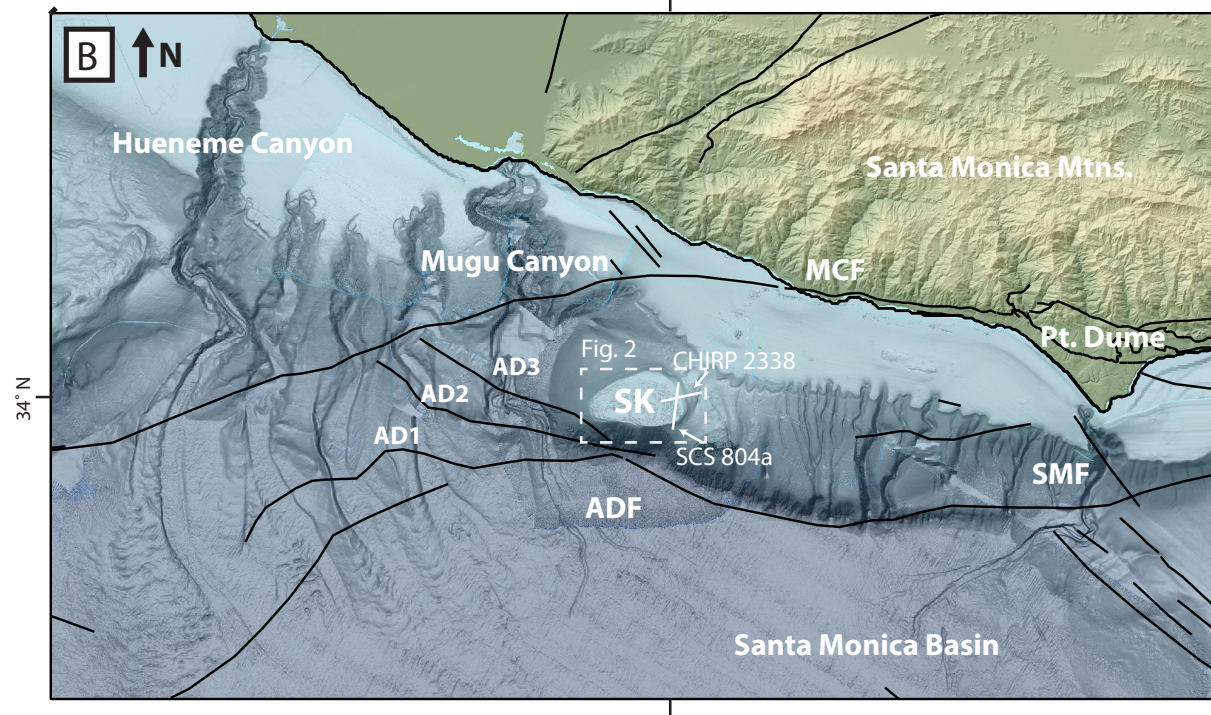 B
N
Hueneme Canyon
Santa Monica Mtns.
Mugu Canyon
MCF
Pt. Dume
Fig. 2
CHIRP 2338
AD3
34° N
AD2
SK
AD1
SCS 804a
SMF
ADF
Santa Monica Basin